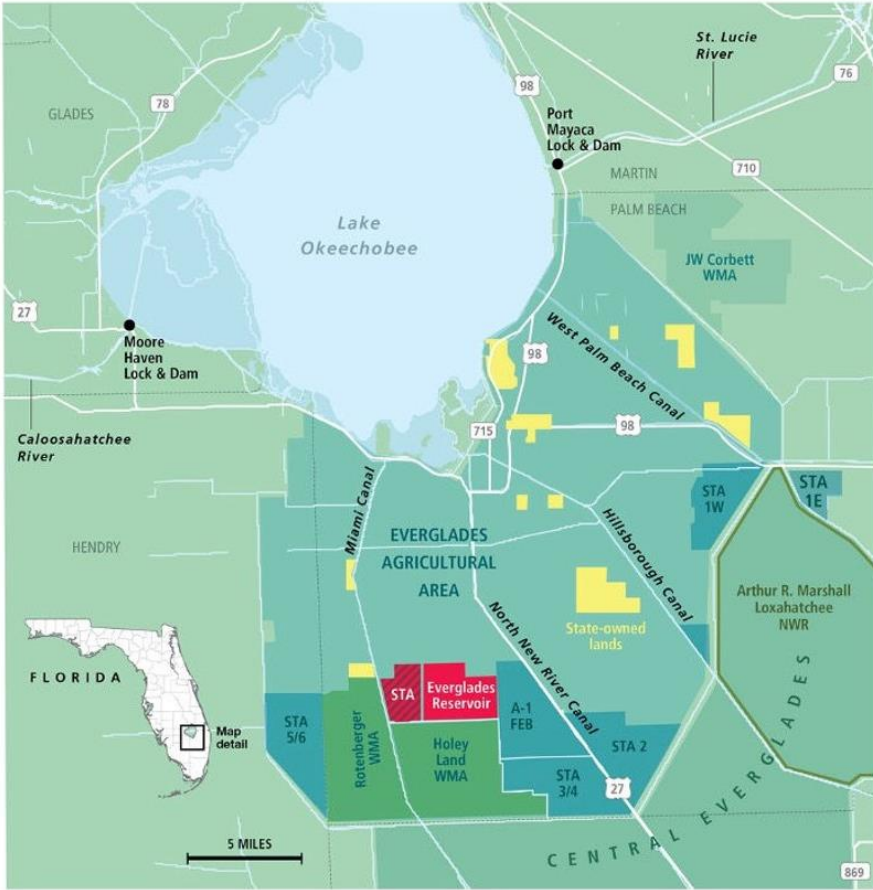 St. Lucie
River
98
76
78
GLADES
Port
Mayaca
Lock & Dam
710
MARTIN
PALM BEACH
Lake
Okeechobee
JW Corbett
WMA
27
Moore
Haven
Lock & Dam
West Palm Beach Canal
98
98
715
Caloosahatchee
River
Miami Canal
STA
1W
STA
1E
Hillsborough Canal
EVERGLADES
AGRICULTURAL
AREA
HENDRY
Arthur R. Marshall
Loxahatchee
NWR
North New River Canal
State-owned
lands
FLORIDA
Map
detail
STA
Everglades
Reservoir
STA
5/6
Rotenberger
WMA
Holey
Land
WMA
A-1
FEB
STA 2
STA
3/4
27
CENTRAL EVERGLADES
5 MILES
869